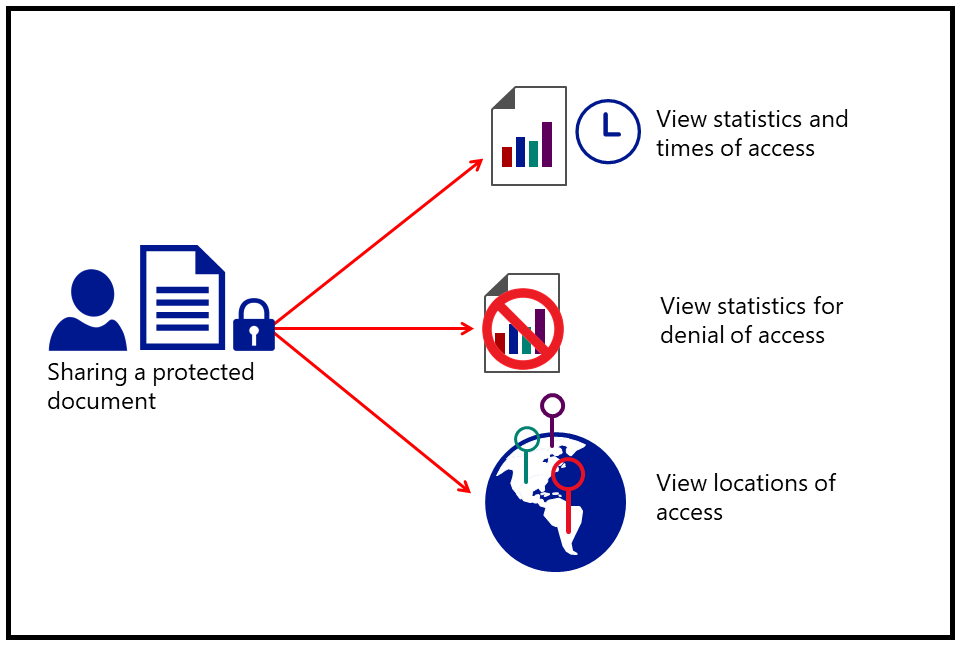 View statistics and
times of access
View statistics for
denial of access
Sharing a protected
document
View locations of
access